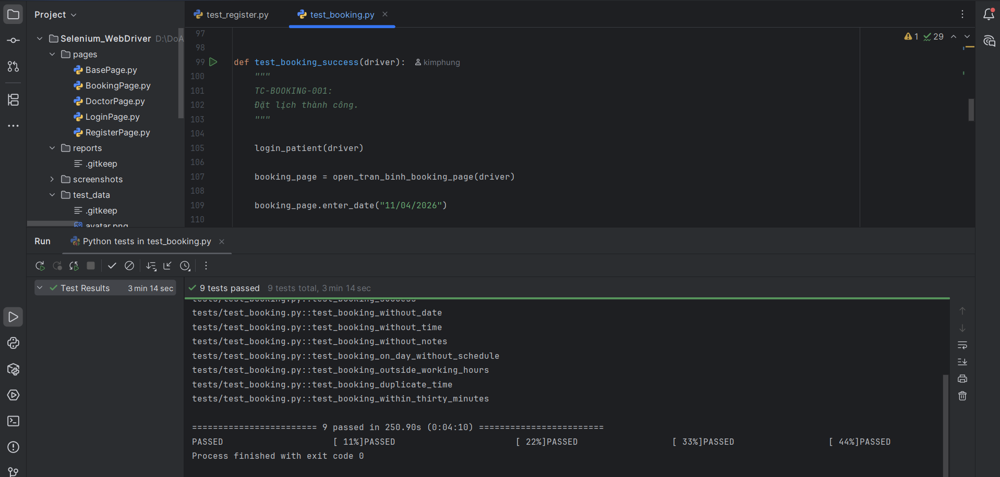 Project
test_register.py
test_booking.py
Selenium_WebDriver D:\DoA
pages
BasePage.py
BookingPage.py
DoctorPage.py
LoginPage.py
RegisterPage.py
reports
.gitkeep
screenshots
test_data
.gitkeep
avatar.png
1 29
97
98
99 def test_booking_success(driver): kimphung
100 """
101 TC-BOOKING-001:
102 Đặt lịch thành công.
103 """
104
105 login_patient(driver)
106
107 booking_page = open_tran_binh_booking_page(driver)
108
109 booking_page.enter_date("11/04/2026")
110
Run Python tests in test_booking.py
Test Results 3 min 14 sec
9 tests passed 9 tests total, 3 min 14 sec
tests/test_booking.py::test_booking_success
tests/test_booking.py::test_booking_without_date
tests/test_booking.py::test_booking_without_time
tests/test_booking.py::test_booking_without_notes
tests/test_booking.py::test_booking_on_day_without_schedule
tests/test_booking.py::test_booking_outside_working_hours
tests/test_booking.py::test_booking_duplicate_time
tests/test_booking.py::test_booking_within_thirty_minutes
======================== 9 passed in 250.90s (0:04:10) ========================
PASSED [ 11%]PASSED [ 22%]PASSED [ 33%]PASSED [ 44%]PASSED
Process finished with exit code 0